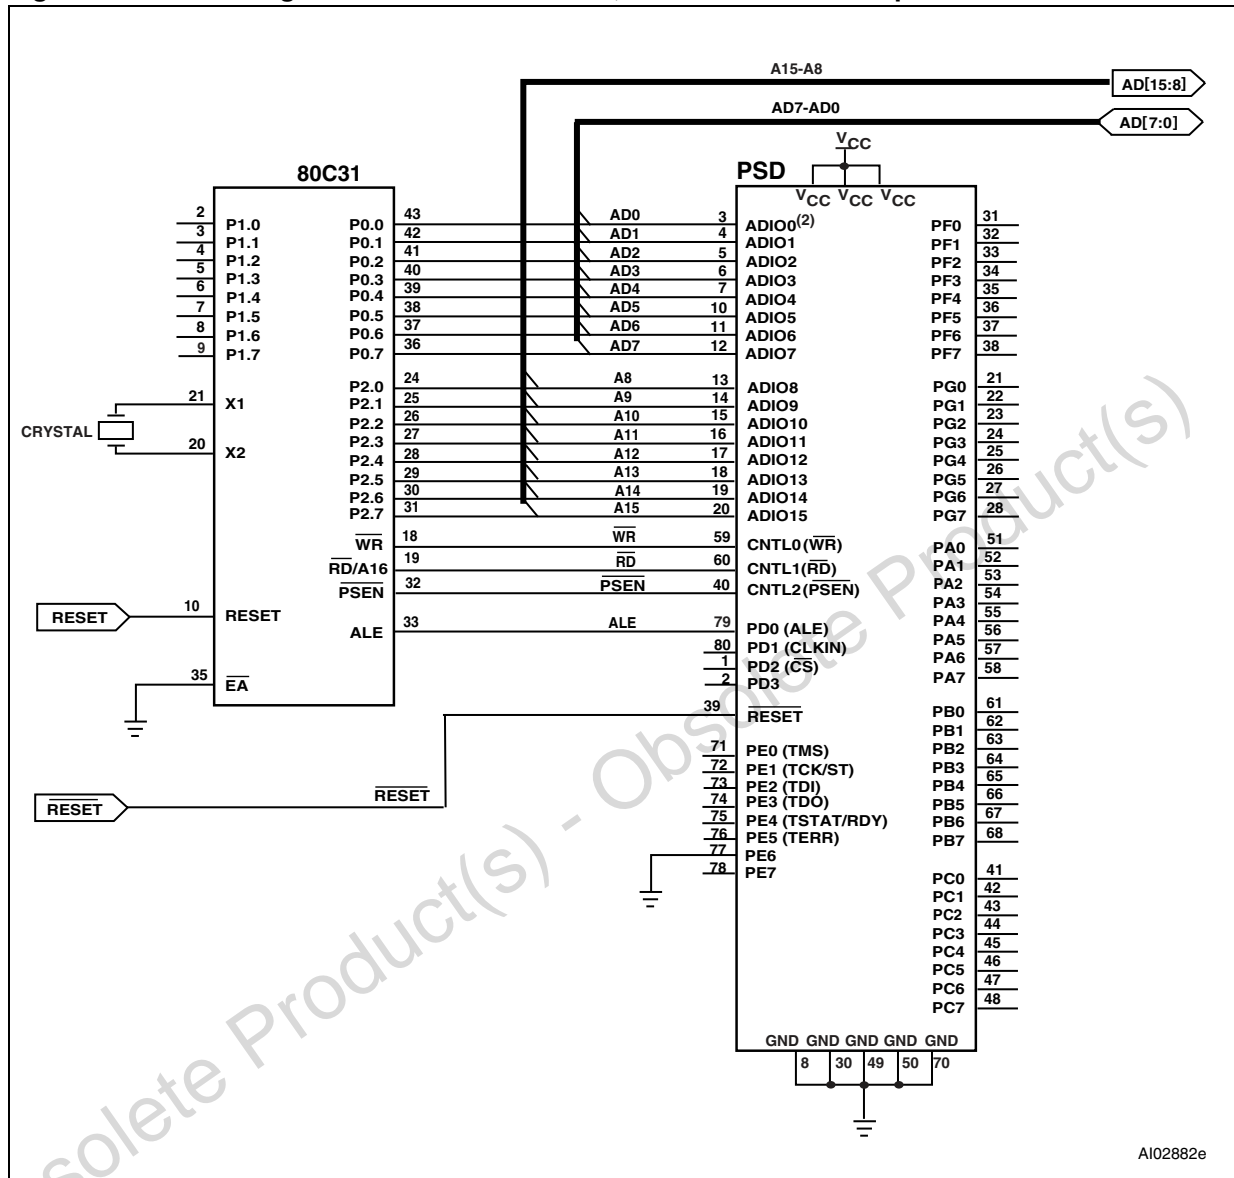 A15-A8
AD[15:8]
AD7-AD0
AD[7:0]
VCC
80C31
PSD
VCC VCC VCC
2 P1.0
3 P1.1
4 P1.2
5 P1.3
6 P1.4
7 P1.5
8 P1.6
9 P1.7
21 X1
CRYSTAL
20 X2
RESET 10 RESET
35 EA
P0.0 43 AD0 3 ADIO0(2)
P0.1 42 AD1 4 ADIO1
P0.2 41 AD2 5 ADIO2
P0.3 40 AD3 6 ADIO3
P0.4 39 AD4 7 ADIO4
P0.5 38 AD5 10 ADIO5
P0.6 37 AD6 11 ADIO6
P0.7 36 AD7 12 ADIO7
P2.0 24 A8 13 ADIO8
P2.1 25 A9 14 ADIO9
P2.2 26 A10 15 ADIO10
P2.3 27 A11 16 ADIO11
P2.4 28 A12 17 ADIO12
P2.5 29 A13 18 ADIO13
P2.6 30 A14 19 ADIO14
P2.7 31 A15 20 ADIO15
WR 18 WR 59 CNTL0(WR)
RD/A16 19 RD 60 CNTL1(RD)
PSEN 32 PSEN 40 CNTL2(PSEN)
ALE 33 ALE 79 PD0 (ALE)
80 PD1 (CLKIN)
1 PD2 (CS)
2 PD3
39 RESET
RESET RESET
71 PE0 (TMS)
72 PE1 (TCK/ST)
73 PE2 (TDI)
74 PE3 (TDO)
75 PE4 (TSTAT/RDY)
76 PE5 (TERR)
77 PE6
78 PE7
PF0 31
PF1 32
PF2 33
PF3 34
PF4 35
PF5 36
PF6 37
PF7 38
PG0 21
PG1 22
PG2 23
PG3 24
PG4 25
PG5 26
PG6 27
PG7 28
PA0 51
PA1 52
PA2 53
PA3 54
PA4 55
PA5 56
PA6 57
PA7 58
PB0 61
PB1 62
PB2 63
PB3 64
PB4 65
PB5 66
PB6 67
PB7 68
PC0 41
PC1 42
PC2 43
PC3 44
PC4 45
PC5 46
PC6 47
PC7 48
GND GND GND GND GND
8 30 49 50 70
AI02882e
solete Product(s) - Obsolete Product(s)